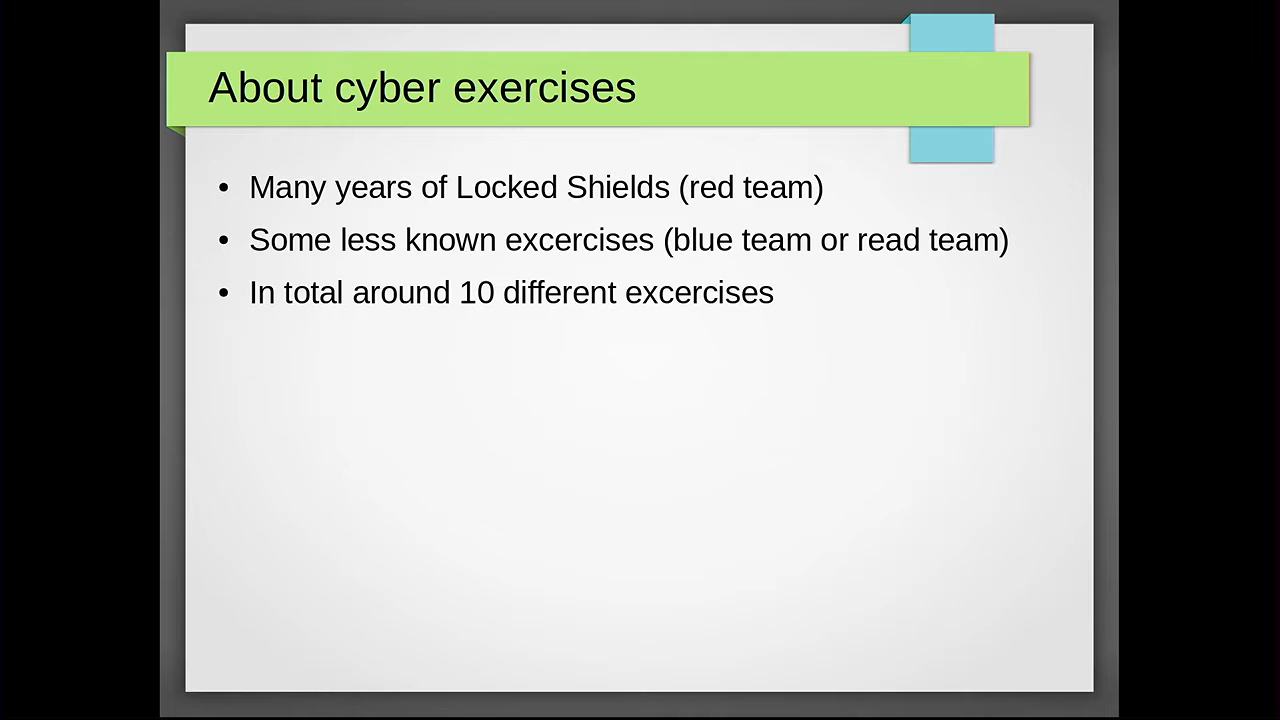 About cyber exercises
• Many years of Locked Shields (red team)
• Some less known excercises (blue team or read team)
• In total around 10 different excercises